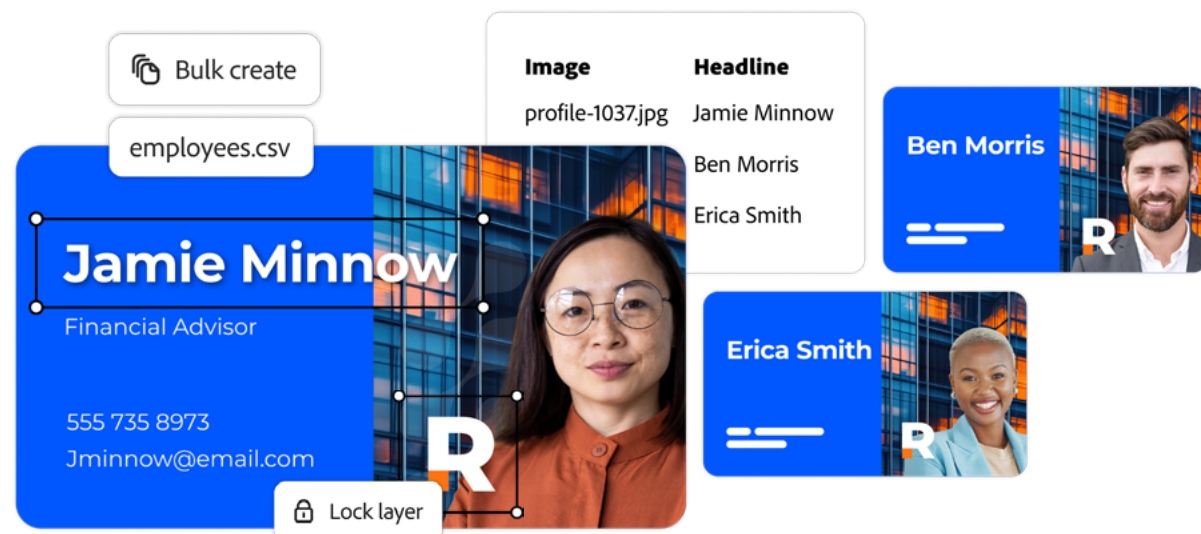 Bulk create
employees.csv
Jamie Minnow
Financial Advisor
555 735 8973
Jminnow@email.com
R
Lock layer
Image Headline
profile-1037.jpg Jamie Minnow
Ben Morris
Erica Smith
Ben Morris
R
Erica Smith
R